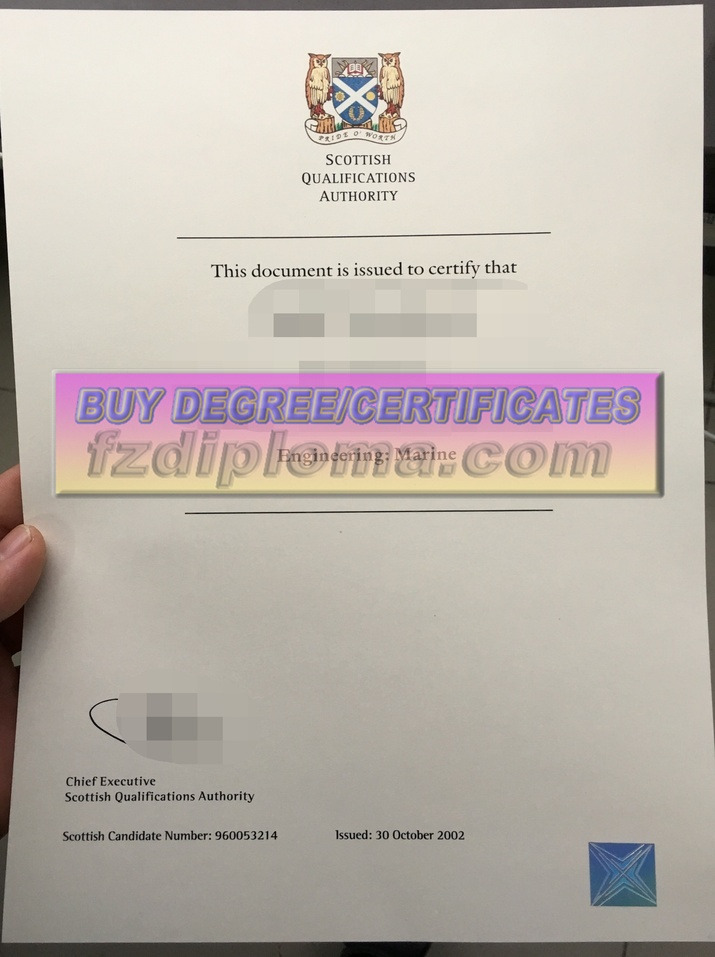 PRIDE O' WORTH
SCOTTISH
QUALIFICATIONS
AUTHORITY
This document is issued to certify that
BUY DEGREE/CERTIFICATES
fzdiploma.com
Engineering: Marine
Chief Executive
Scottish Qualifications Authority
Scottish Candidate Number: 960053214
Issued: 30 October 2002